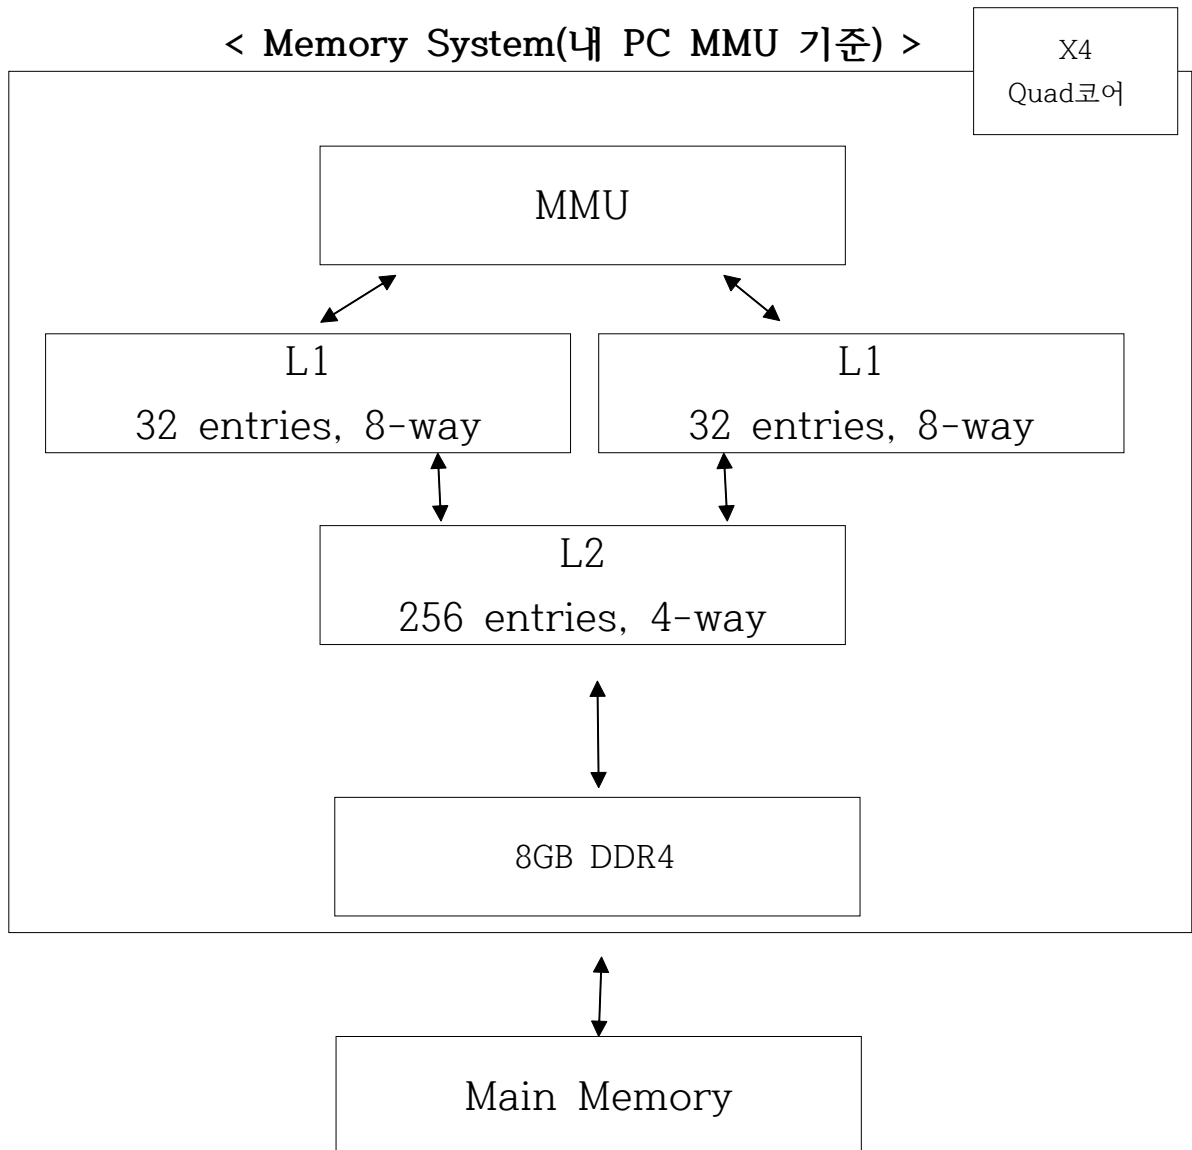 < Memory System(내 PC MMU 기준) >
X4
Quad코어
MMU
L1
32 entries, 8-way
L1
32 entries, 8-way
L2
256 entries, 4-way
8GB DDR4
Main Memory